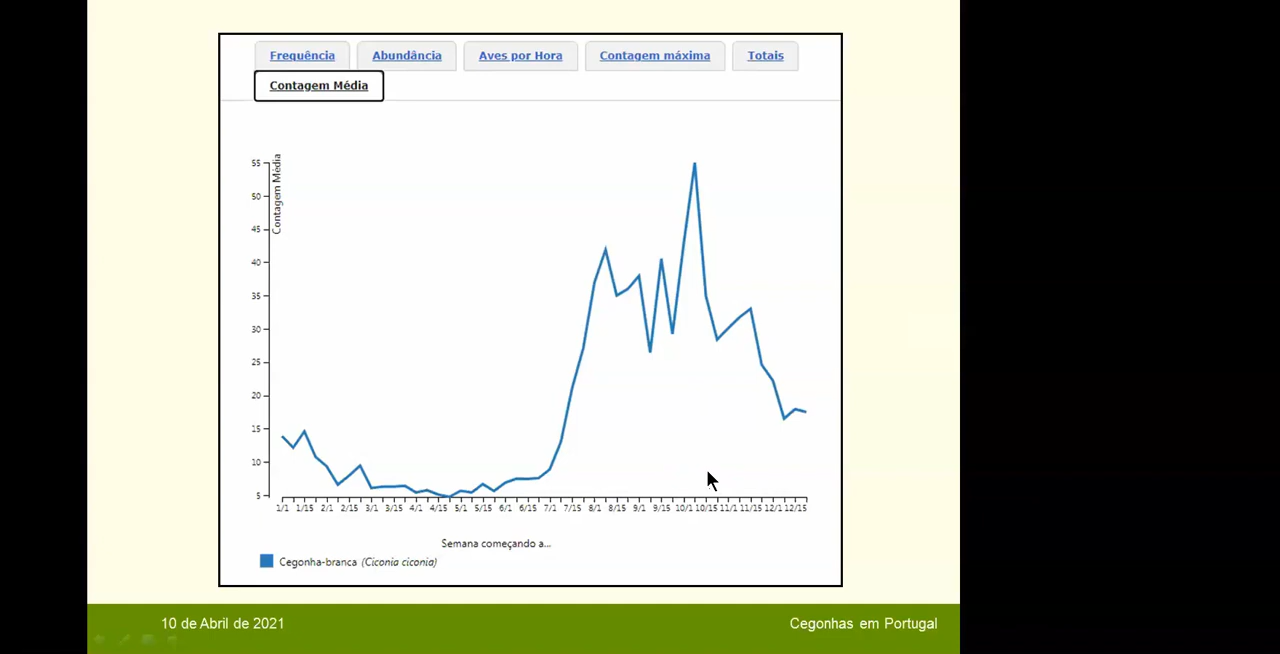 Frequência Abundância Aves por Hora Contagem máxima Totais
Contagem Média
Contagem Média
55
50
45
40
35
30
25
20
15
10
5
1/1 1/15 2/1 2/15 3/1 3/15 4/1 4/15 5/1 5/15 6/1 6/15 7/1 7/15 8/1 8/15 9/1 9/15 10/1 10/15 11/1 11/15 12/1 12/15
Semana começando a...
Cegonha-branca (Ciconia ciconia)
10 de Abril de 2021 Cegonhas em Portugal